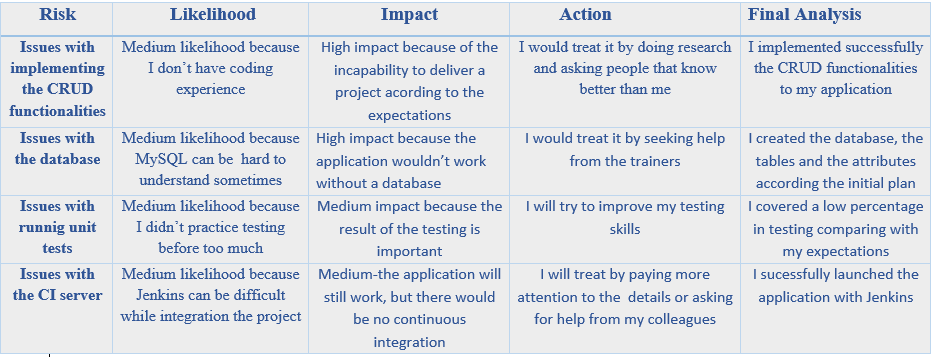 Risk Likelihood Impact Action Final Analysis
Issues with
implementing
the CRUD
functionalities
Medium likelihood because
I don't have coding
experience
High impact because of the
incapability to deliver a
project acording to the
expectations
I would treat it by doing research
and asking people that know
better than me
I implemented successfully
the CRUD functionalities
to my application
Issues with
the database
Medium likelihood because
MySQL can be hard to
understand sometimes
High impact because the
application wouldn't work
without a database
I would treat it by seeking help
from the trainers
I created the database, the
tables and the attributes
according the initial plan
Issues with
runnig unit
tests
Medium likelihood because
I didn't practice testing
before too much
Medium impact because the
result of the testing is
important
I will try to improve my testing
skills
I covered a low percentage
in testing comparing with
my expectations
Issues with
the CI server
Medium likelihood because
Jenkins can be difficult
while integration the project
Medium-the application will
still work, but there would
be no continuous
integration
I will treat by paying more
attention to the details or asking
for help from my colleagues
I sucessfully launched the
application with Jenkins